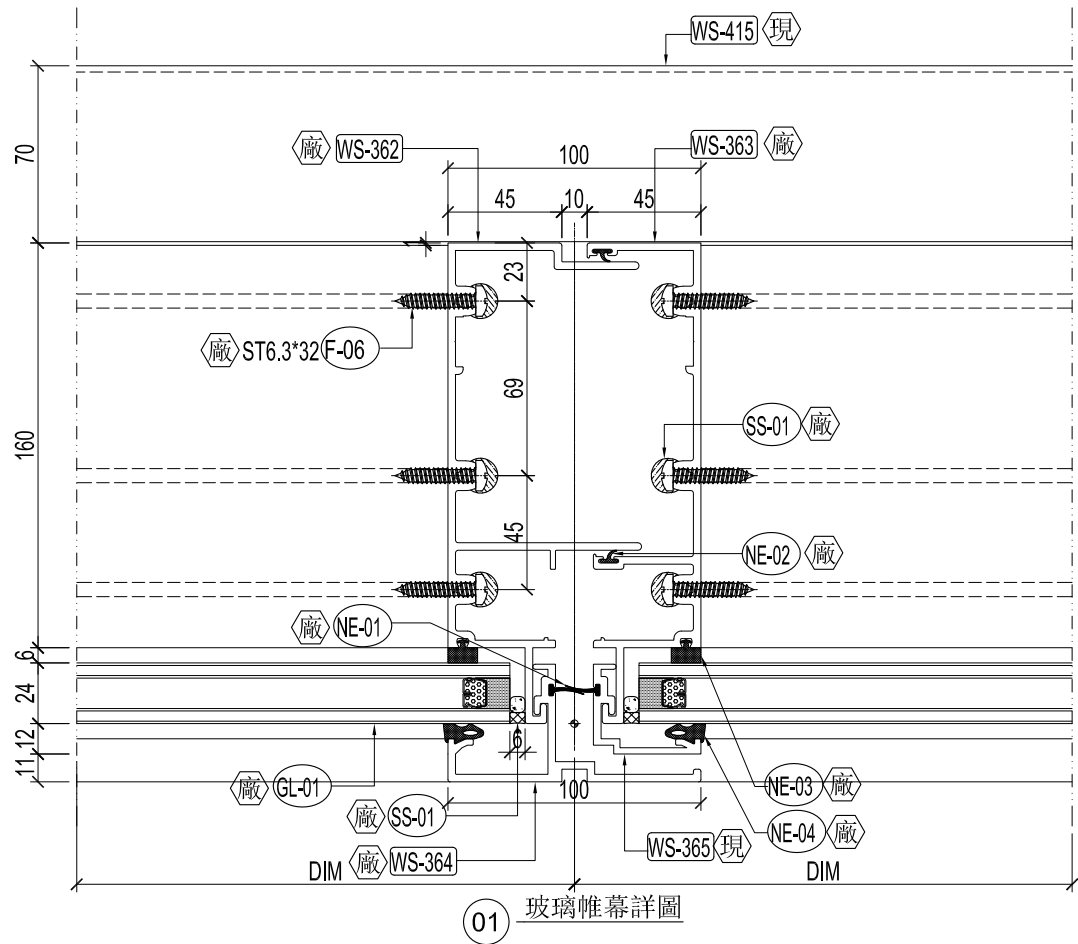 WS-415 現
70
廠 WS-362
WS-363 廠
100
45 10 45
23
廠 ST6.3*32 F-06
69
160
SS-01 廠
45
NE-02 廠
廠 NE-01
6
24
12
11
6
廠 GL-01
100
NE-03 廠
廠 SS-01
NE-04 廠
WS-365 現
廠 WS-364
DIM
DIM
01 玻璃帷幕詳圖